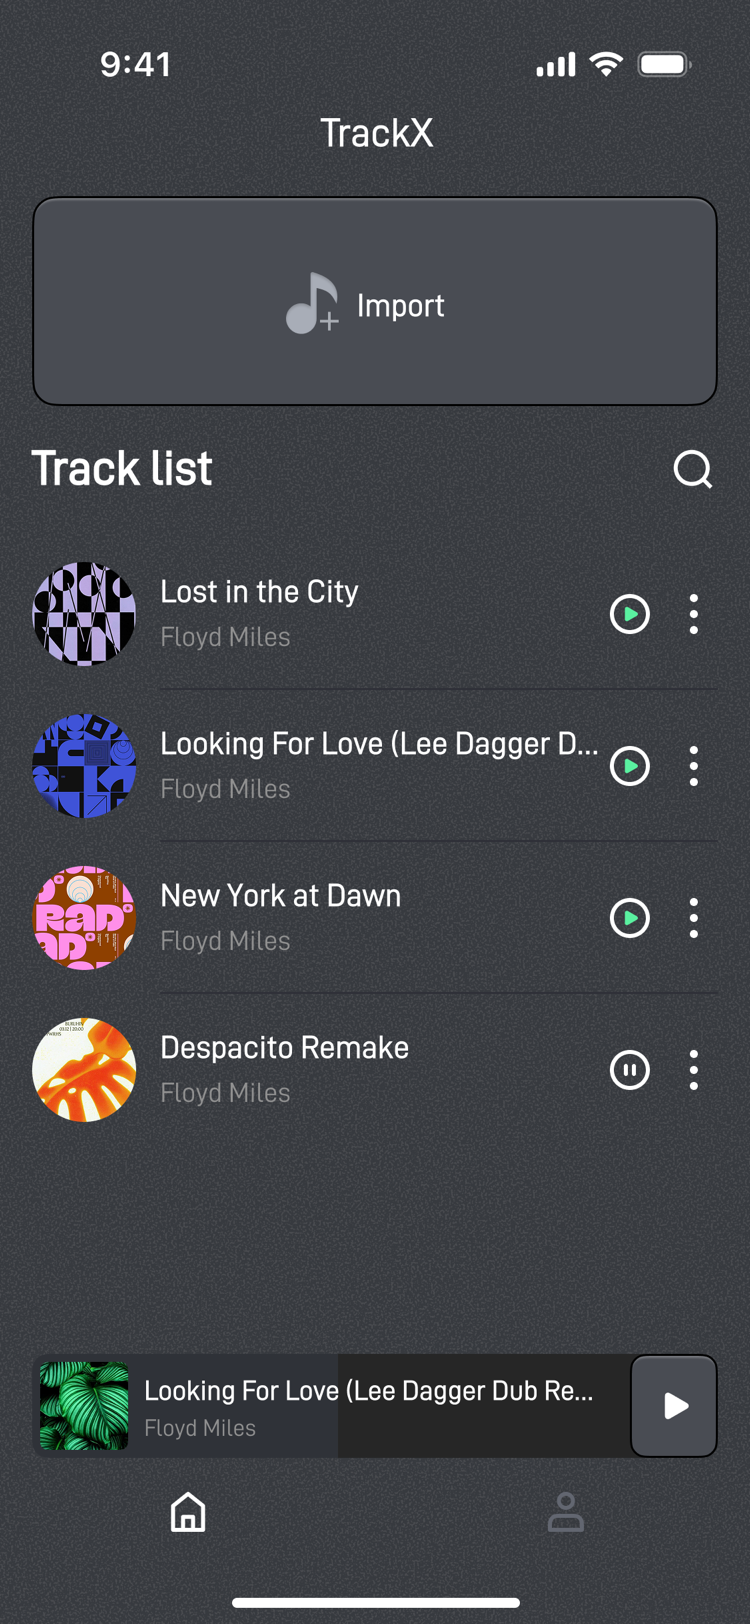 9:41
TrackX
Import
Track list
Lost in the City
Floyd Miles
Looking For Love (Lee Dagger D...
Floyd Miles
RAD
New York at Dawn
Floyd Miles
Despacito Remake
Floyd Miles
Looking For Love (Lee Dagger Dub Re...
Floyd Miles